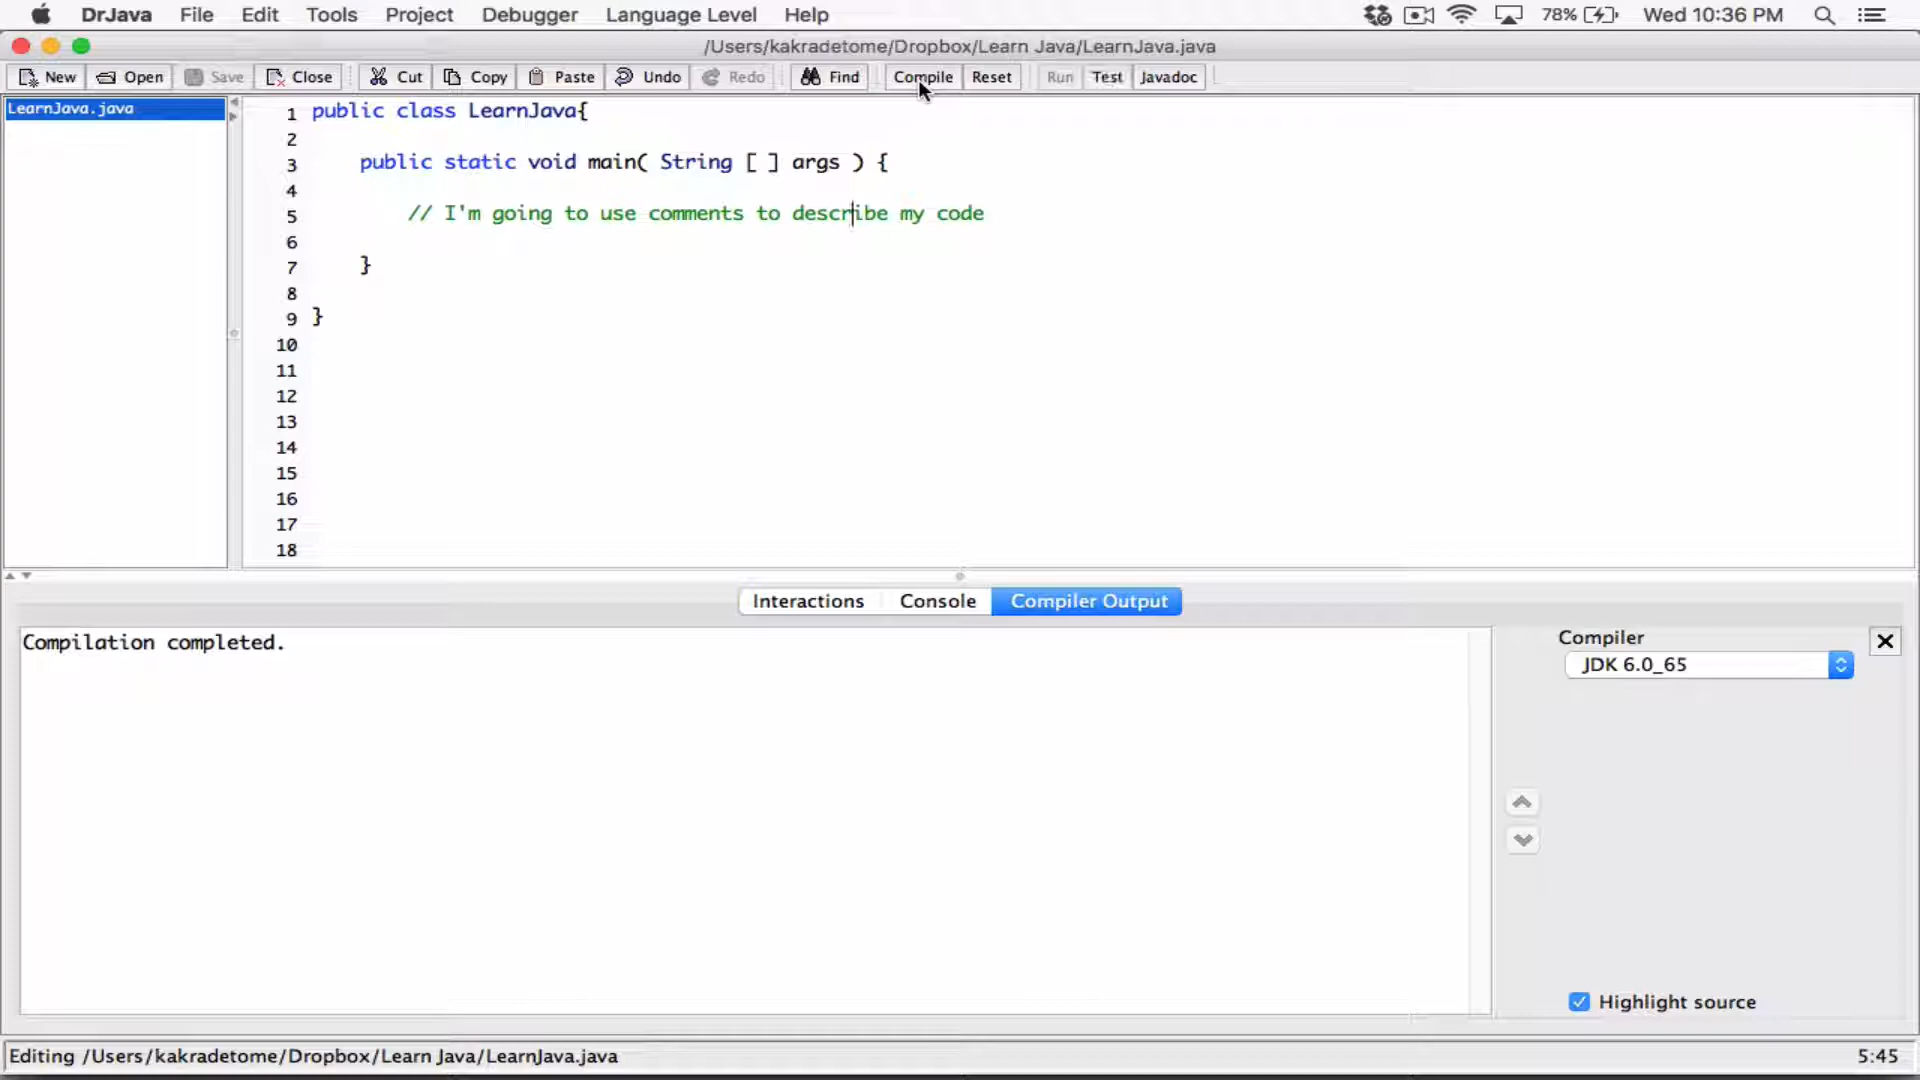 DrJava File Edit Tools Project Debugger Language Level Help 78% Wed 10:36 PM
/Users/kakradetome/Dropbox/Learn Java/LearnJava.java
New Open Save Close Cut Copy Paste Undo Redo Find Compile Reset Run Test Javadoc
LearnJava.java
1 public class LearnJava{
2
3 public static void main( String [ ] args ) {
4
5 // I'm going to use comments to describe my code
6
7 }
8
9 }
10
11
12
13
14
15
16
17
18
Interactions Console Compiler Output
Compilation completed.
Compiler
JDK 6.0_65
Highlight source
Editing /Users/kakradetome/Dropbox/Learn Java/LearnJava.java 5:45